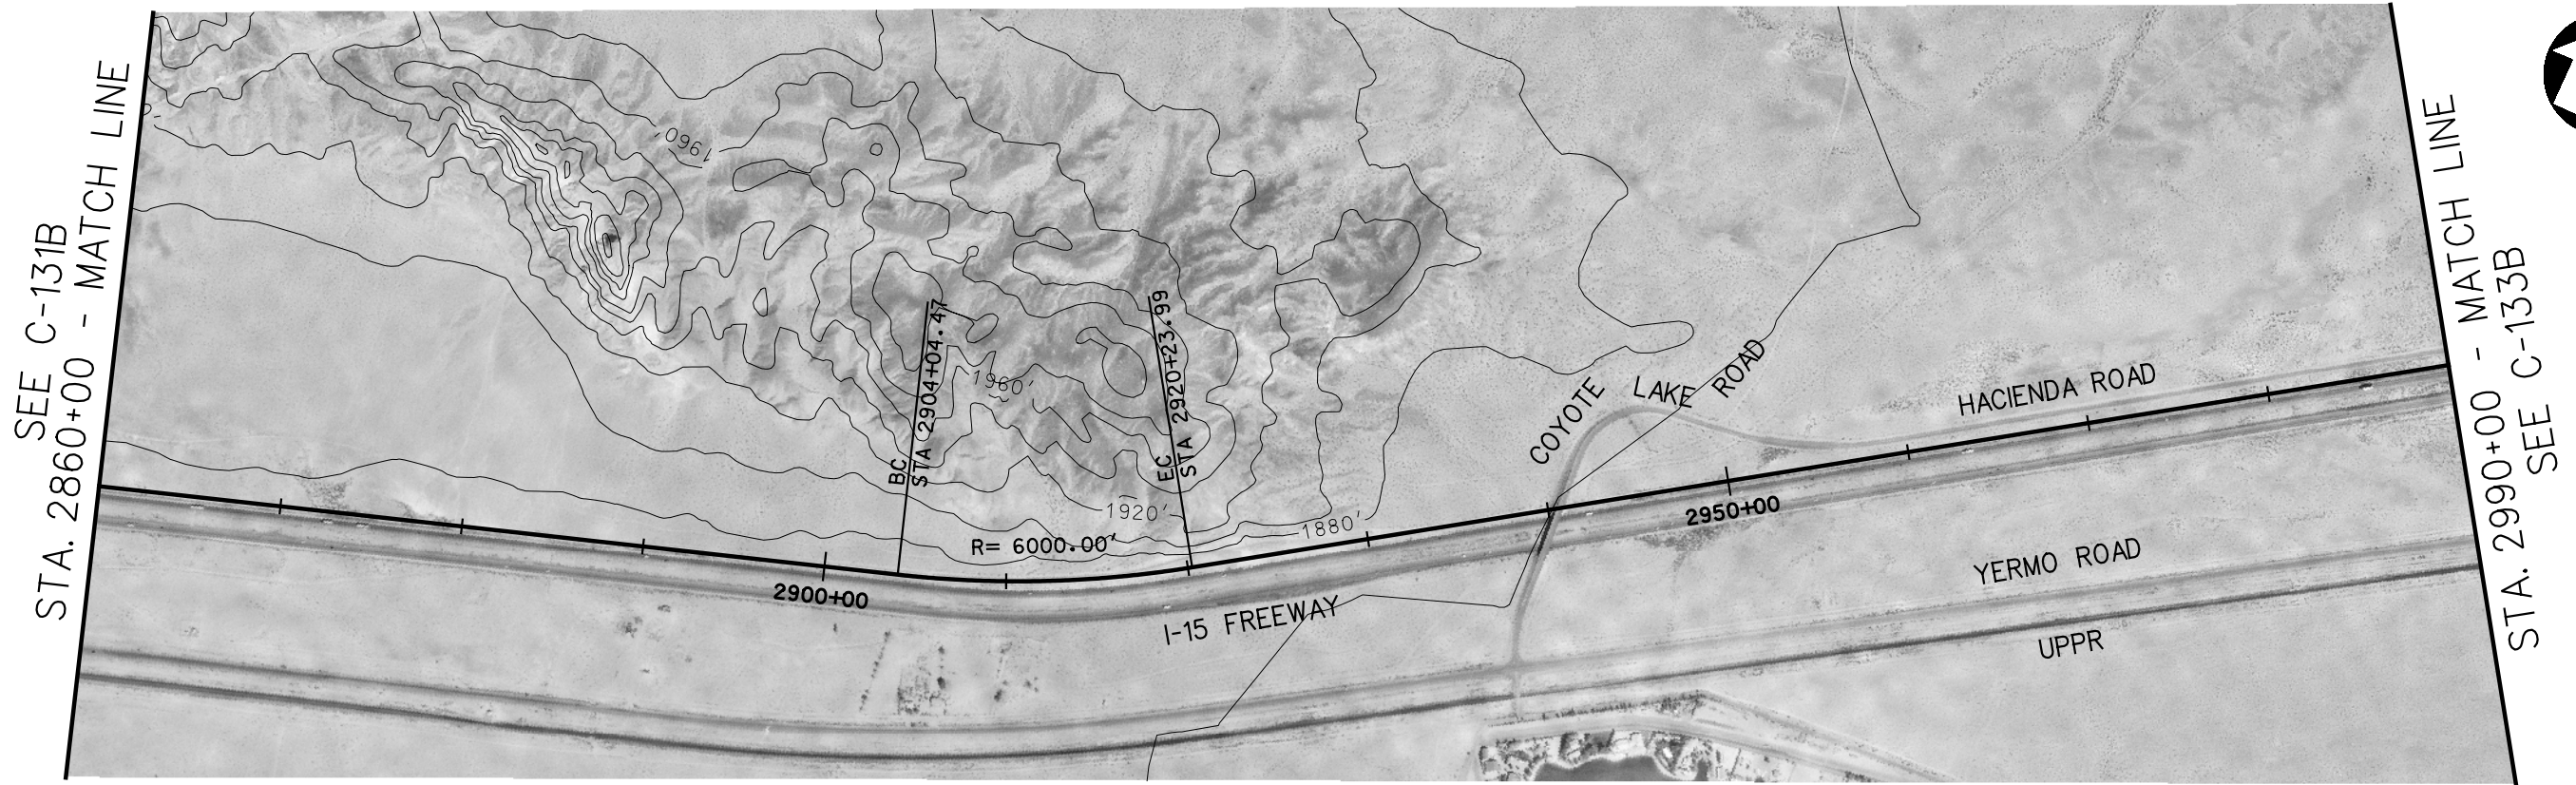 SEE C-131B
STA. 2860+00 - MATCH LINE
1960'
BC
STA 2904+04.47
1960'
EC
STA 2920+23.99
1920'
1880'
R= 6000.00'
2900+00
I-15 FREEWAY
COYOTE LAKE ROAD
2950+00
HACIENDA ROAD
YERMO ROAD
UPPR
STA. 2990+00 - MATCH LINE
SEE C-133B